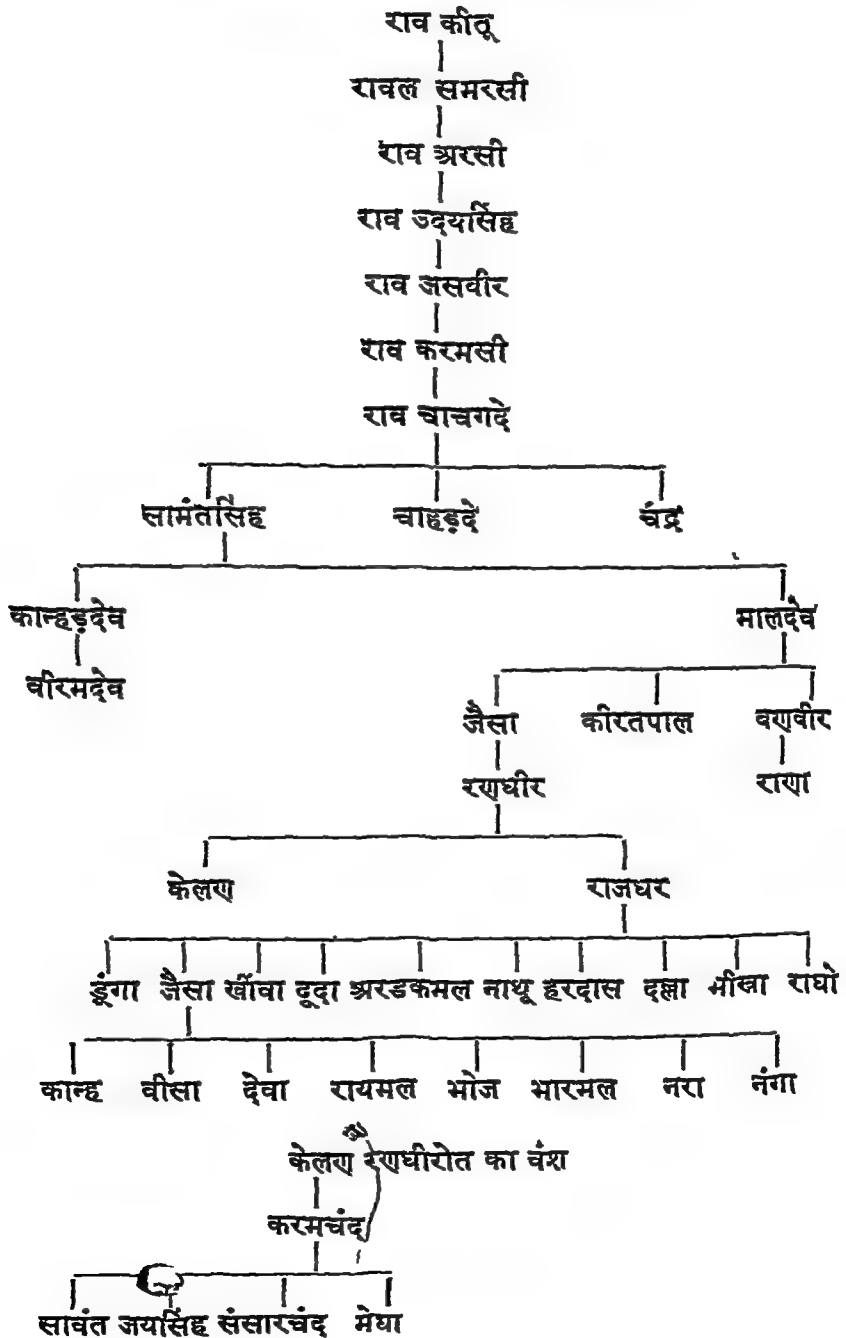 राव कीतू
रावल समरसी
राव अरसी
राव उदयसिंह
राव जसवीर
राव करमसी
राव चाचगदे
सामंतसिंह चाहड़दे चंद्र
कान्हड़देव मालदेव
वीरमदेव
जैसा कीरतपाल वणवीर
रणधीर राणा
केलण राजधर
डूंगा जैसा खींवा दूदा अरडकमल नाथू हरदास दल्ला भीखा राघो
कान्ह वीसा देवा रायमल भोज भारमल नरा नंगा
केलण रणधीरोत का वंश
करमचंद
सावंत जयसिंह संसारचंद मेघा